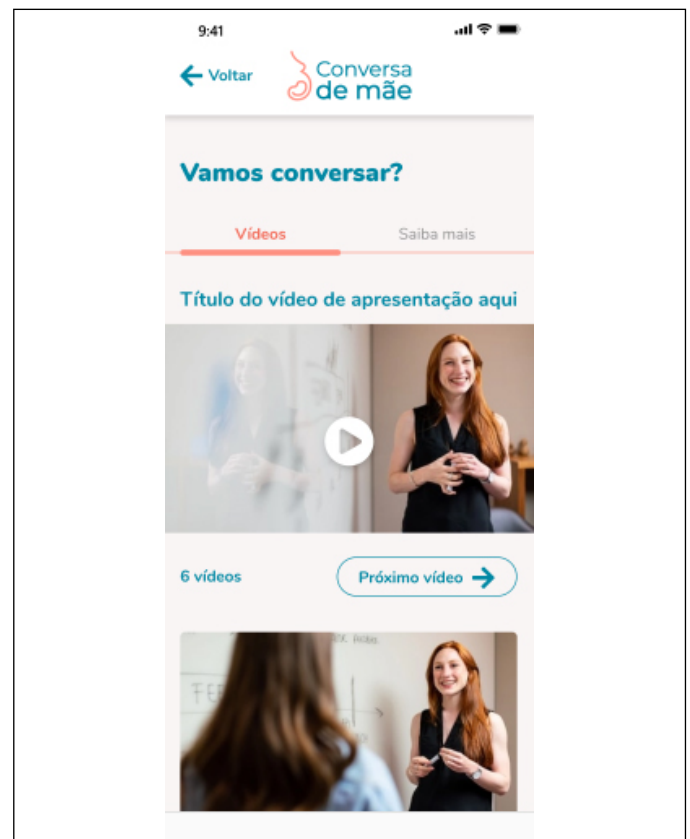 9:41
Voltar
Conversa
de mãe
Vamos conversar?
Vídeos
Saiba mais
Título do vídeo de apresentação aqui
6 vídeos
Próximo vídeo